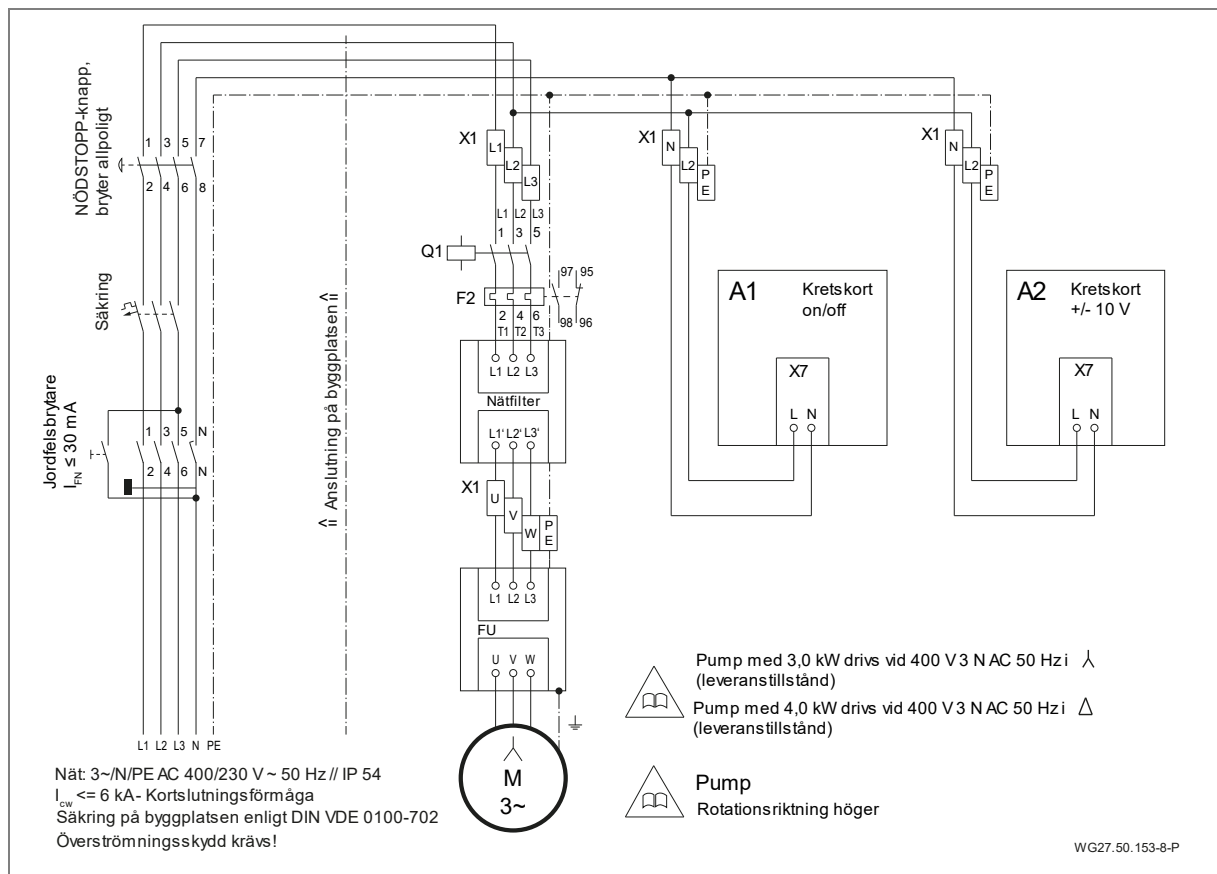 NÖDSTOPP-knapp,
bryter allpoligt
1 3 5 7
2 4 6 8
Säkring
Jordfelsbrytare
I_FN ≤ 30 mA
1 3 5 N
2 4 6 N
L1 L2 L3 N PE
îî Anslutning på byggplatsen îî
X1
L1
L2
L3
L1 L2 L3
1 3 5
Q1
F2
97 95
98 96
2 4 6
T1 T2 T3
L1 L2 L3
Nätfilter
L1' L2' L3'
X1
U
V
W
PE
L1 L2 L3
FU
U V W
M
3~
X1
N
L2
PE
A1 Kretskort
on/off
X7
L N
X1
N
L2
PE
A2 Kretskort
+/- 10 V
X7
L N
Pump med 3,0 kW drivs vid 400 V 3 N AC 50 Hz i
(leveranstillstånd)
Pump med 4,0 kW drivs vid 400 V 3 N AC 50 Hz i Δ
(leveranstillstånd)
Pump
Rotationsriktning höger
Nät: 3~/N/PE AC 400/230 V ~ 50 Hz // IP 54
I_cw <= 6 kA - Kortslutningsförmåga
Säkring på byggplatsen enligt DIN VDE 0100-702
Överströmningsskydd krävs!
WG27.50.153-8-P